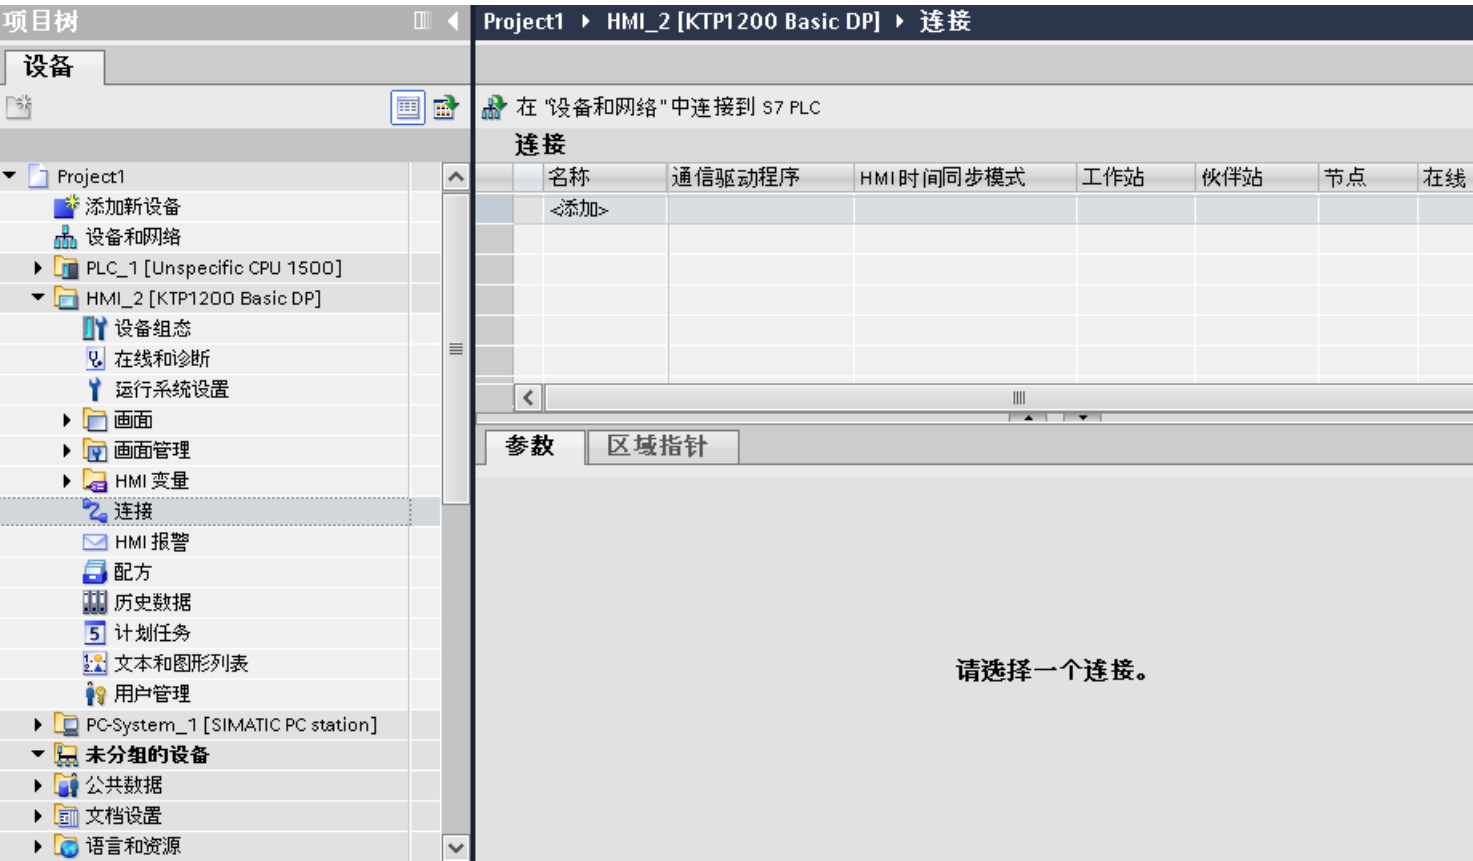 项目树
设备
Project1
添加新设备
设备和网络
PLC_1 [Unspecific CPU 1500]
HMI_2 [KTP1200 Basic DP]
设备组态
在线和诊断
运行系统设置
画面
画面管理
HMI 变量
连接
HMI 报警
配方
历史数据
计划任务
文本和图形列表
用户管理
PC-System_1 [SIMATIC PC station]
未分组的设备
公共数据
文档设置
语言和资源
Project1 HMI_2 [KTP1200 Basic DP] 连接
在 "设备和网络" 中连接到 S7 PLC
连接
名称 通信驱动程序 HMI 时间同步模式 工作站 伙伴站 节点 在线
<添加>
参数 区域指针
请选择一个连接。